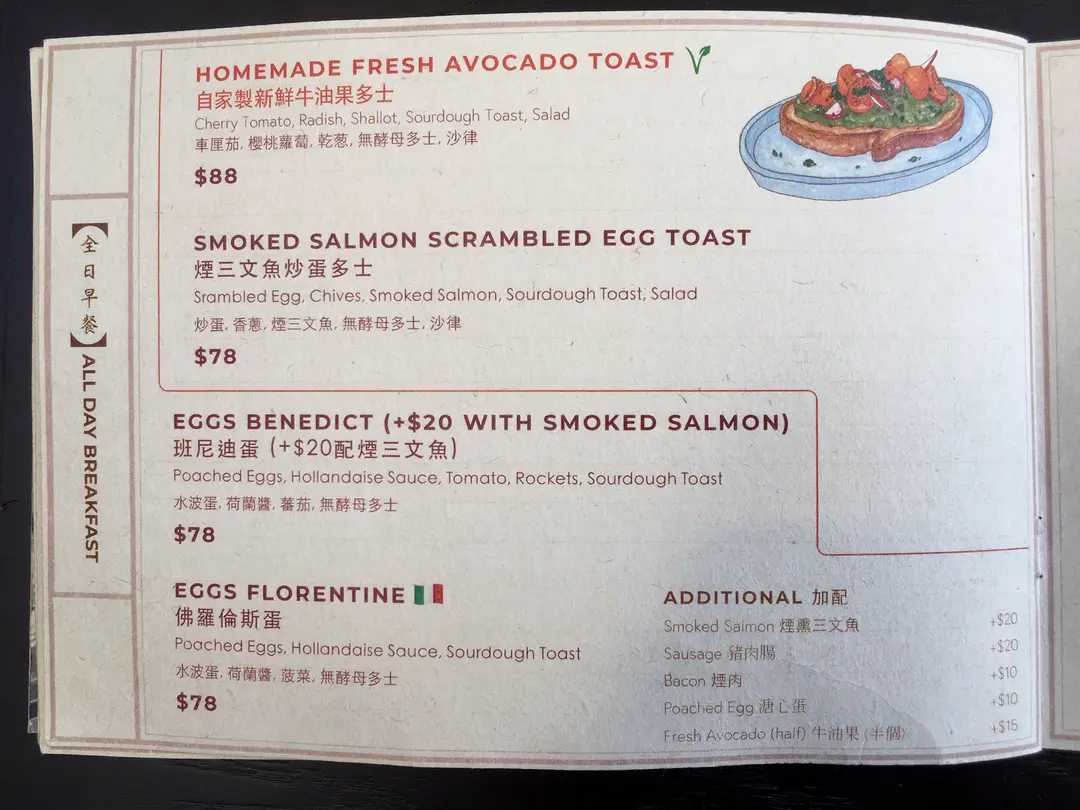 HOMEMADE FRESH AVOCADO TOAST
自家製新鮮牛油果多士
Cherry Tomato, Radish, Shallot, Sourdough Toast, Salad
車厘茄, 櫻桃蘿蔔, 乾葱, 無酵母多士, 沙律
$88
SMOKED SALMON SCRAMBLED EGG TOAST
煙三文魚炒蛋多士
Srambled Egg, Chives, Smoked Salmon, Sourdough Toast, Salad
炒蛋, 香蔥, 煙三文魚, 無酵母多士, 沙律
$78
【全日早餐】ALL DAY BREAKFAST
EGGS BENEDICT (+$20 WITH SMOKED SALMON)
班尼迪蛋 (+$20配煙三文魚)
Poached Eggs, Hollandaise Sauce, Tomato, Rockets, Sourdough Toast
水波蛋, 荷蘭醬, 蕃茄, 無酵母多士
$78
EGGS FLORENTINE
佛羅倫斯蛋
Poached Eggs, Hollandaise Sauce, Sourdough Toast
水波蛋, 荷蘭醬, 菠菜, 無酵母多士
$78
ADDITIONAL 加配
Smoked Salmon 煙熏三文魚 +$20
Sausage 豬肉腸 +$20
Bacon 煙肉 +$10
Poached Egg 溏心蛋 +$10
Fresh Avocado (half) 牛油果 (半個) +$15